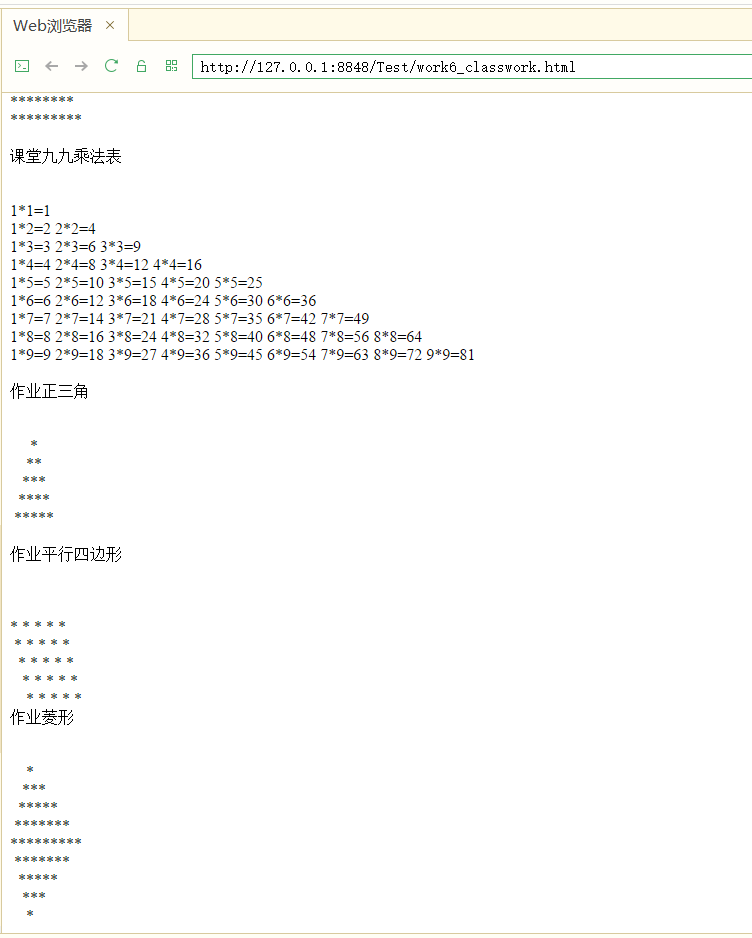 Web浏览器 ×
http://127.0.0.1:8848/Test/work6_classwork.html
********
*********
课堂九九乘法表
1*1=1
1*2=2 2*2=4
1*3=3 2*3=6 3*3=9
1*4=4 2*4=8 3*4=12 4*4=16
1*5=5 2*5=10 3*5=15 4*5=20 5*5=25
1*6=6 2*6=12 3*6=18 4*6=24 5*6=30 6*6=36
1*7=7 2*7=14 3*7=21 4*7=28 5*7=35 6*7=42 7*7=49
1*8=8 2*8=16 3*8=24 4*8=32 5*8=40 6*8=48 7*8=56 8*8=64
1*9=9 2*9=18 3*9=27 4*9=36 5*9=45 6*9=54 7*9=63 8*9=72 9*9=81
作业正三角
*
**
***
****
*****
作业平行四边形
* * * * *
* * * * *
* * * * *
* * * * *
* * * * *
作业菱形
*
***
*****
*******
*********
*******
*****
***
*